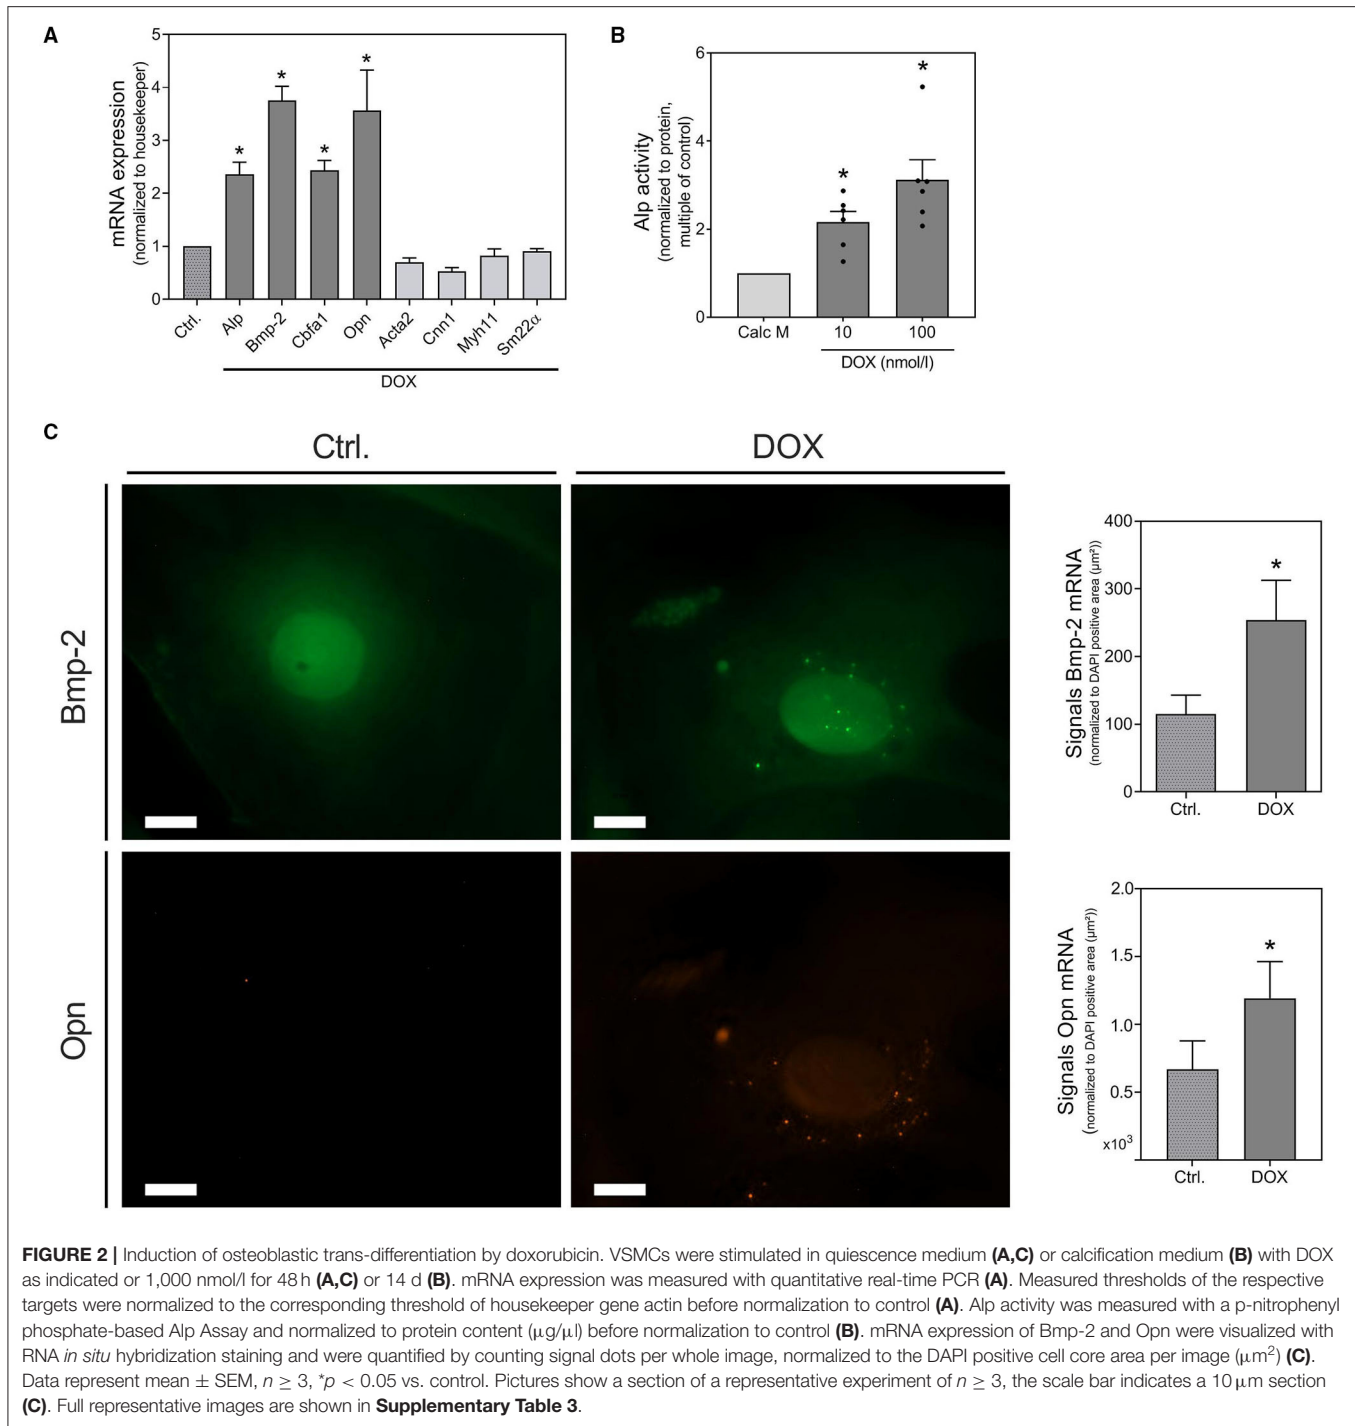 A
mRNA expression
(normalized to housekeeper)
5
4
3
2
1
0
*
*
*
*
Ctrl.
Alp
Bmp-2
Cbfa1
Opn
Acta2
Cnn1
Myh11
Sm22α
DOX
B
Alp activity
(normalized to protein,
multiple of control)
6
4
2
0
*
*
Calc M
10
100
DOX (nmol/l)
C
Ctrl.
DOX
Bmp-2
Opn
Signals Bmp-2 mRNA
(normalized to DAPI positive area (µm²))
400
300
200
100
0
*
Ctrl.
DOX
Signals Opn mRNA
(normalized to DAPI positive area (µm²))
2.0
1.5
1.0
0.5
x10³
*
Ctrl.
DOX
FIGURE 2 | Induction of osteoblastic trans-differentiation by doxorubicin. VSMCs were stimulated in quiescence medium (A,C) or calcification medium (B) with DOX
as indicated or 1,000 nmol/l for 48 h (A,C) or 14 d (B). mRNA expression was measured with quantitative real-time PCR (A). Measured thresholds of the respective
targets were normalized to the corresponding threshold of housekeeper gene actin before normalization to control (A). Alp activity was measured with a p-nitrophenyl
phosphate-based Alp Assay and normalized to protein content (µg/µl) before normalization to control (B). mRNA expression of Bmp-2 and Opn were visualized with
RNA in situ hybridization staining and were quantified by counting signal dots per whole image, normalized to the DAPI positive cell core area per image (µm²) (C).
Data represent mean ± SEM, n ≥ 3, *p < 0.05 vs. control. Pictures show a section of a representative experiment of n ≥ 3, the scale bar indicates a 10 µm section
(C). Full representative images are shown in Supplementary Table 3.